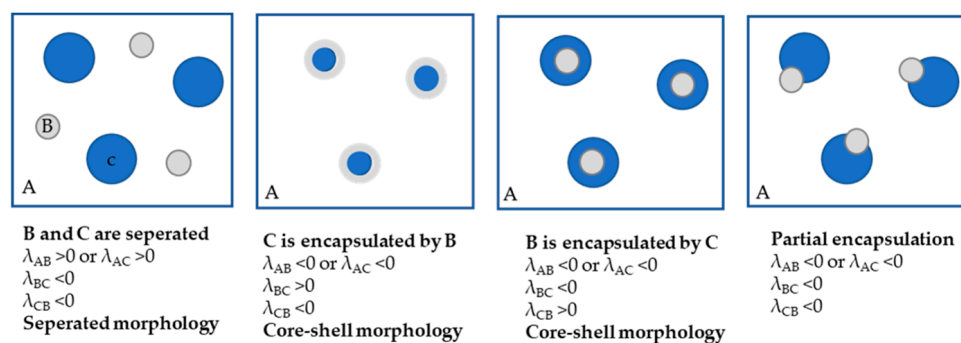 B
c
A
B and C are seperated
λAB >0 or λAC >0
λBC <0
λCB <0
Seperated morphology
A
C is encapsulated by B
λAB <0 or λAC <0
λBC >0
λCB <0
Core-shell morphology
A
B is encapsulated by C
λAB <0 or λAC <0
λBC <0
λCB >0
Core-shell morphology
A
Partial encapsulation
λAB <0 or λAC <0
λBC <0
λCB <0